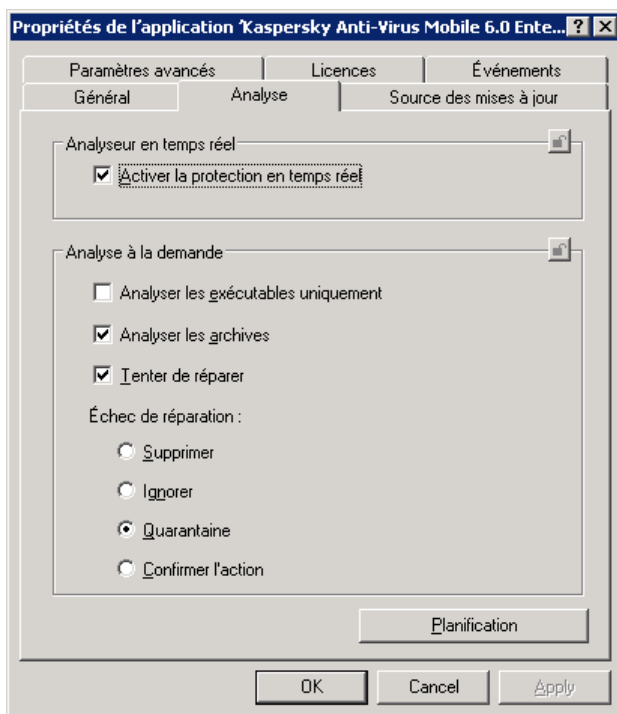 Propriétés de l'application 'Kaspersky Anti-Virus Mobile 6.0 Ente...
Paramètres avancés
Licences
Événements
Général
Analyse
Source des mises à jour
Analyseur en temps réel
Activer la protection en temps réel
Analyse à la demande
Analyser les exécutables uniquement
Analyser les archives
Tenter de réparer
Échec de réparation :
Supprimer
Ignorer
Quarantaine
Confirmer l'action
Planification
OK
Cancel
Apply